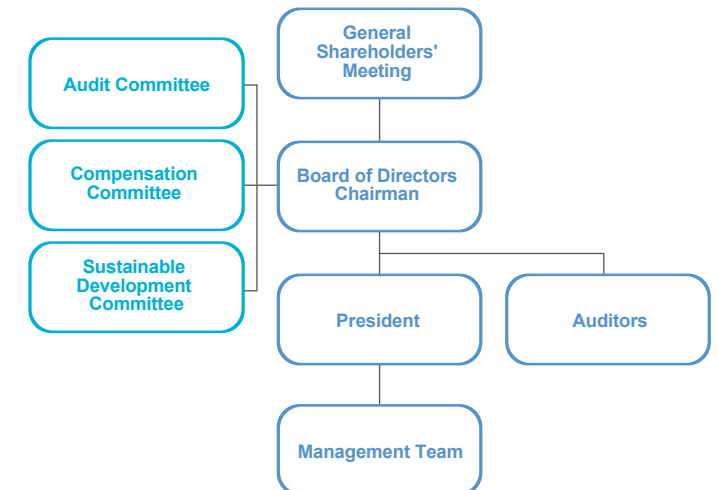 General
Shareholders'
Meeting
Audit Committee
Compensation
Committee
Board of Directors
Chairman
Sustainable
Development
Committee
President
Auditors
Management Team